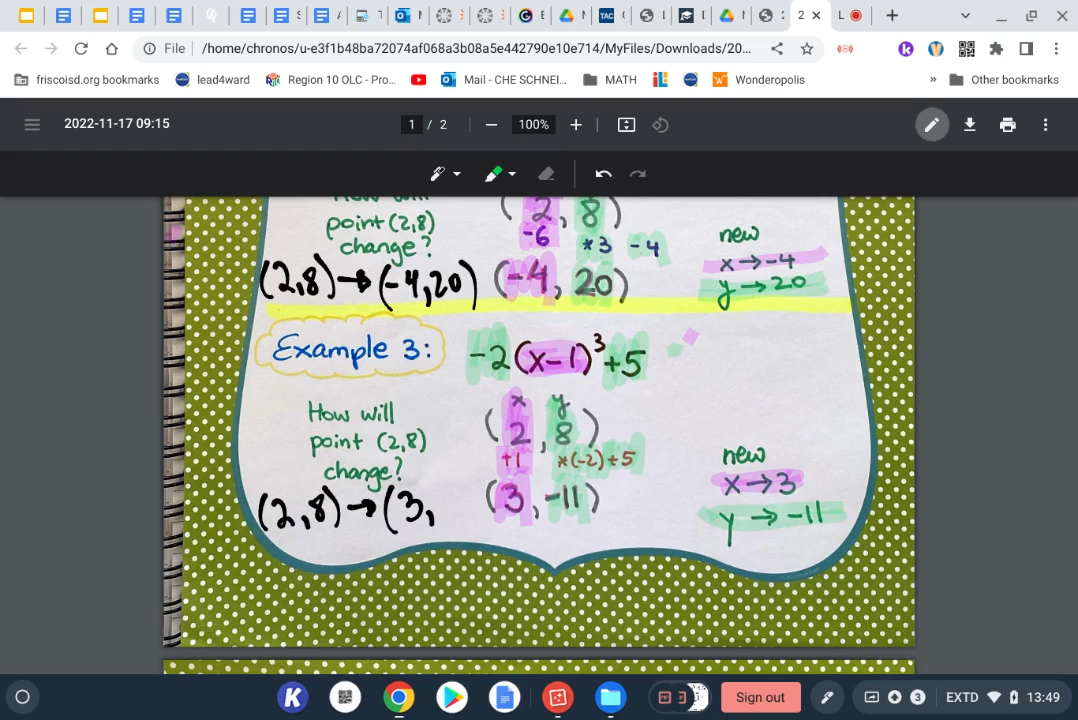 2
L
File
/home/chronos/u-e3f1b48ba72074af068a3b08a5e442790e10e714/MyFiles/Downloads/20...
friscoisd.org bookmarks
lead4ward
Region 10 OLC - Pro...
Mail - CHE SCHNEI...
MATH
Wonderopolis
»
Other bookmarks
2022-11-17 09:15
1 / 2
100%
point (2,8)
change?
(2,8)→(-4,20)
(2, 8)
-6 *3 -4
(-4, 20)
new
x→-4
y→20
Example 3:
-2(x-1)³+5
How will
point (2,8)
change?
(2,8)→(3,
x y
(2, 8)
+1 *(-2)+5
(3, -11)
new
x→3
y→-11
Sign out
3
EXTD
13:49